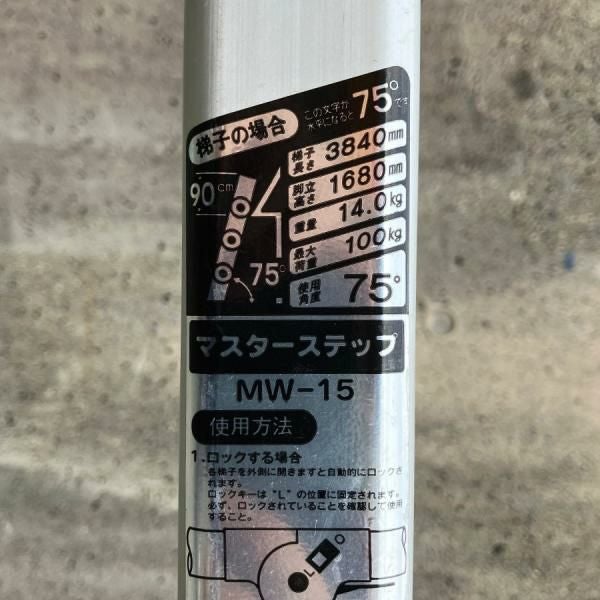 梯子の場合
この文字が
水平になると
75°
です
梯子
長さ
3840mm
脚立
高さ
1680mm
重量
14.0kg
最大
荷重
100kg
使用
角度
75°
90cm
75°
マスターステップ
MW-15
使用方法
1.ロックする場合
各梯子を外側に開きますと自動的にロックさ
れます。
ロックキーは"L"の位置に固定されます。
必ず、ロックされていることを確認して使用
すること。
L